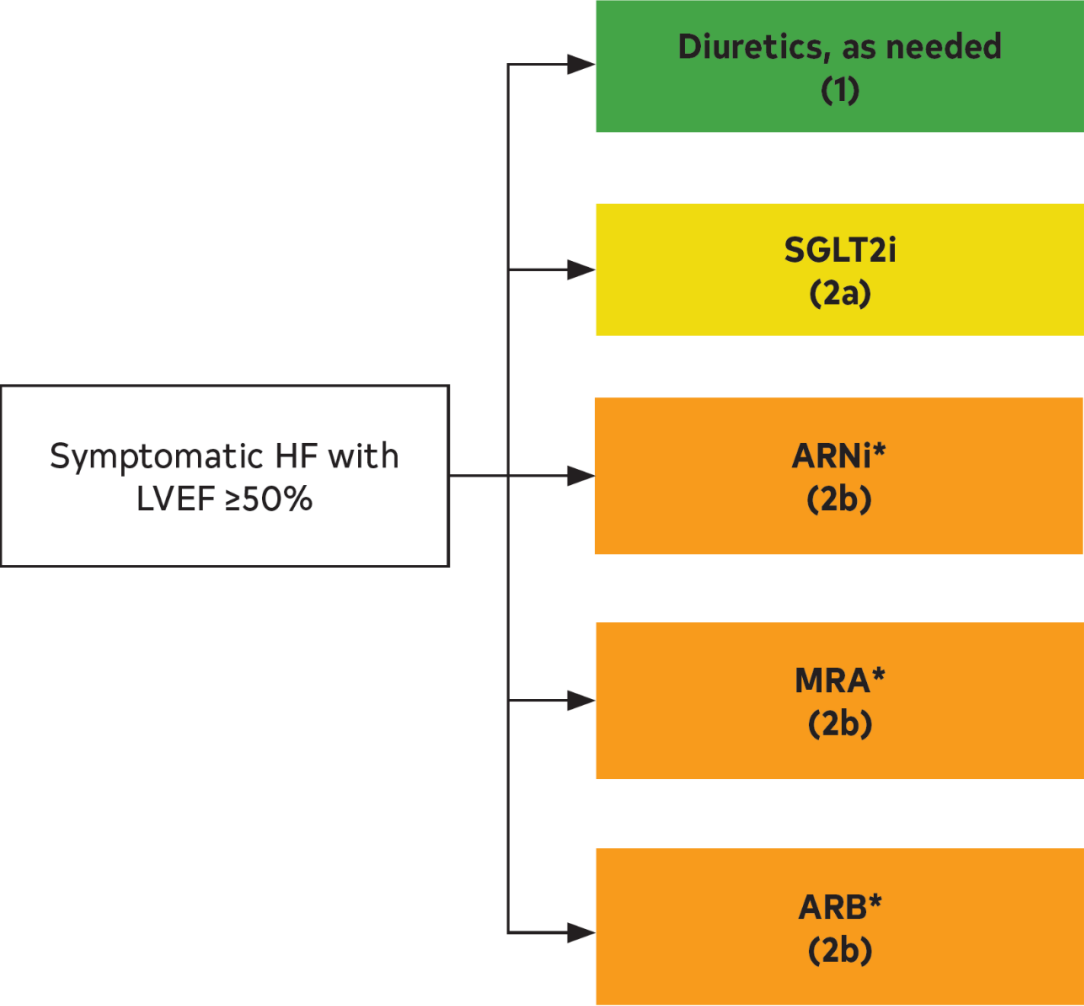 Diuretics, as needed
(1)
SGLT2i
(2a)
Symptomatic HF with
LVEF ≥50%
ARNi*
(2b)
MRA*
(2b)
ARB*
(2b)